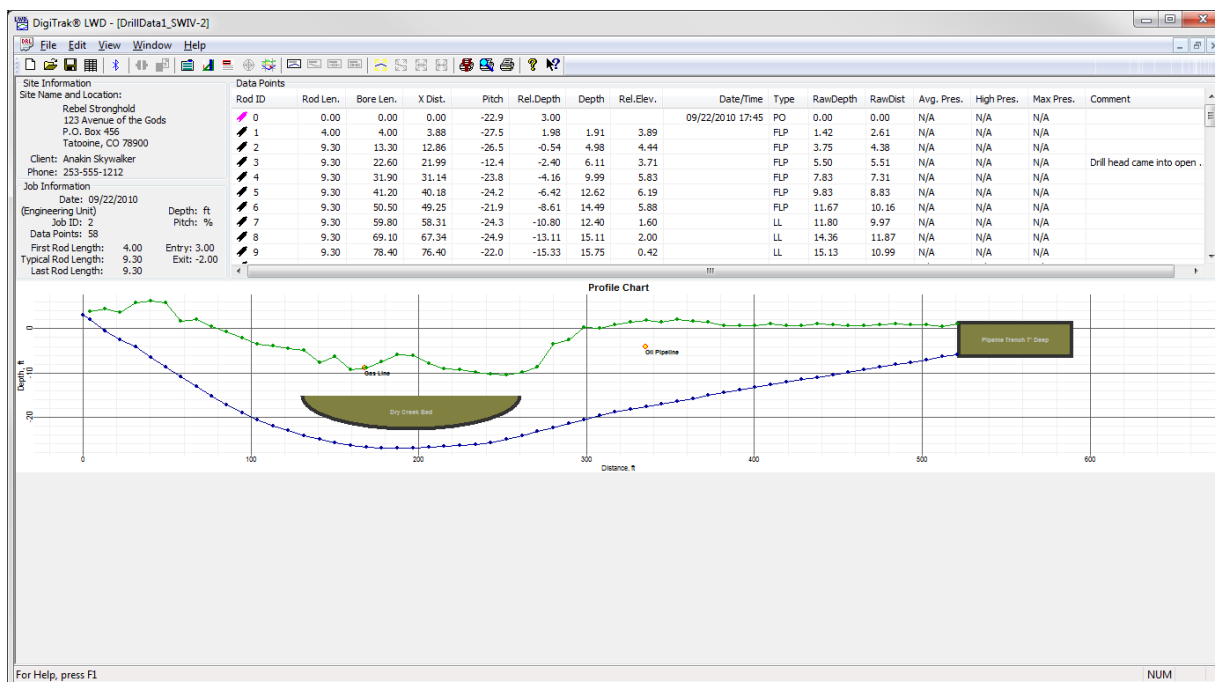 DigiTrak® LWD - [DrillData1_SWIV-2]
File Edit View Window Help
Site Information
Site Name and Location:
Rebel Stronghold
123 Avenue of the Gods
P.O. Box 456
Tatooine, CO 78900
Client: Anakin Skywalker
Phone: 253-555-1212
Job Information
Date: 09/22/2010
(Engineering Unit) Depth: ft
Job ID: 2 Pitch: %
Data Points: 58
First Rod Length: 4.00 Entry: 3.00
Typical Rod Length: 9.30 Exit: -2.00
Last Rod Length: 9.30
Data Points
Rod ID Rod Len. Bore Len. X Dist. Pitch Rel.Depth Depth Rel.Elev. Date/Time Type RawDepth RawDist Avg. Pres. High Pres. Max Pres. Comment
0 0.00 0.00 0.00 -22.9 3.00 09/22/2010 17:45 PO 0.00 0.00 N/A N/A N/A
1 4.00 4.00 3.88 -27.5 1.98 1.91 3.89 FLP 1.42 2.61 N/A N/A N/A
2 9.30 13.30 12.86 -26.5 -0.54 4.98 4.44 FLP 3.75 4.38 N/A N/A N/A
3 9.30 22.60 21.99 -12.4 -2.40 6.11 3.71 FLP 5.50 5.51 N/A N/A N/A Drill head came into open .
4 9.30 31.90 31.14 -23.8 -4.16 9.99 5.83 FLP 7.83 7.31 N/A N/A N/A
5 9.30 41.20 40.18 -24.2 -6.42 12.62 6.19 FLP 9.83 8.83 N/A N/A N/A
6 9.30 50.50 49.25 -21.9 -8.61 14.49 5.88 FLP 11.67 10.16 N/A N/A N/A
7 9.30 59.80 58.31 -24.3 -10.80 12.40 1.60 LL 11.80 9.97 N/A N/A N/A
8 9.30 69.10 67.34 -24.9 -13.11 15.11 2.00 LL 14.36 11.87 N/A N/A N/A
9 9.30 78.40 76.40 -22.0 -15.33 15.75 0.42 LL 15.13 10.99 N/A N/A N/A
Profile Chart
Depth, ft
0
-10
-20
Gas Line
Oil Pipeline
Pipeline Trench 7' Deep
Dry Creek Bed
0 100 200 300 400 500 600
Distance, ft
For Help, press F1
NUM